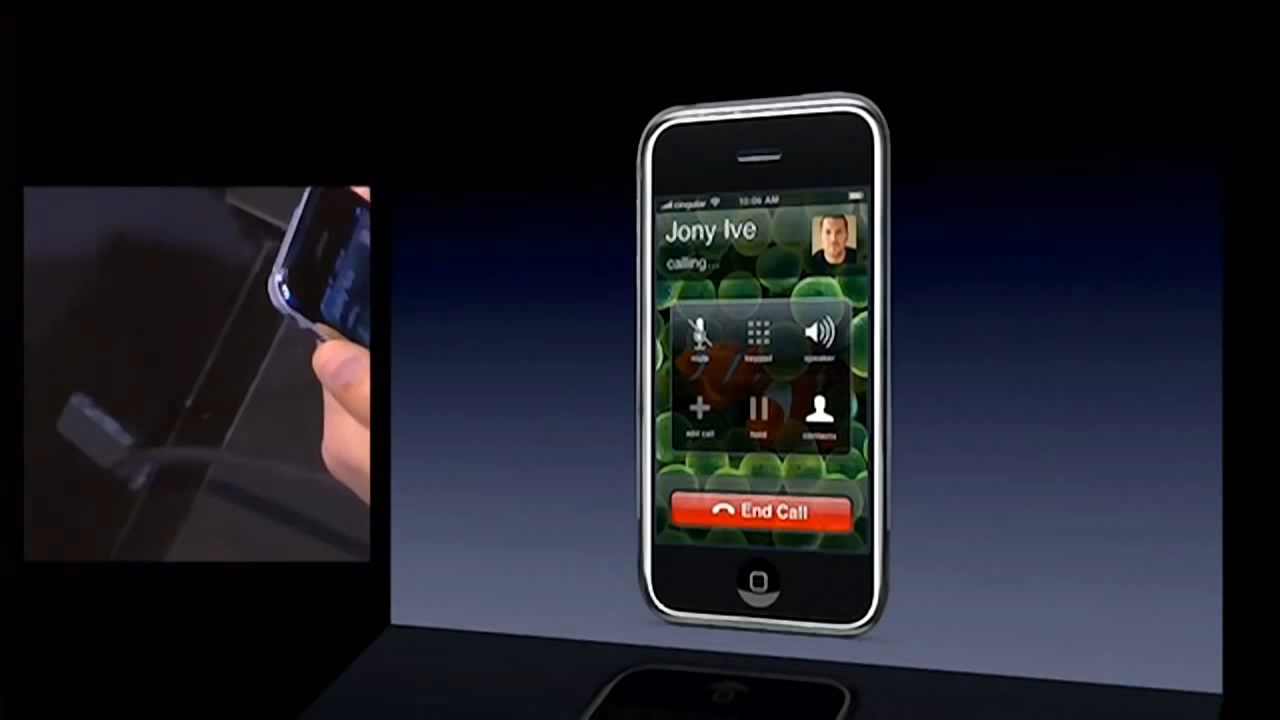 cingular 10:06 AM
Jony Ive
calling...
mute keypad speaker
add call hold contacts
End Call